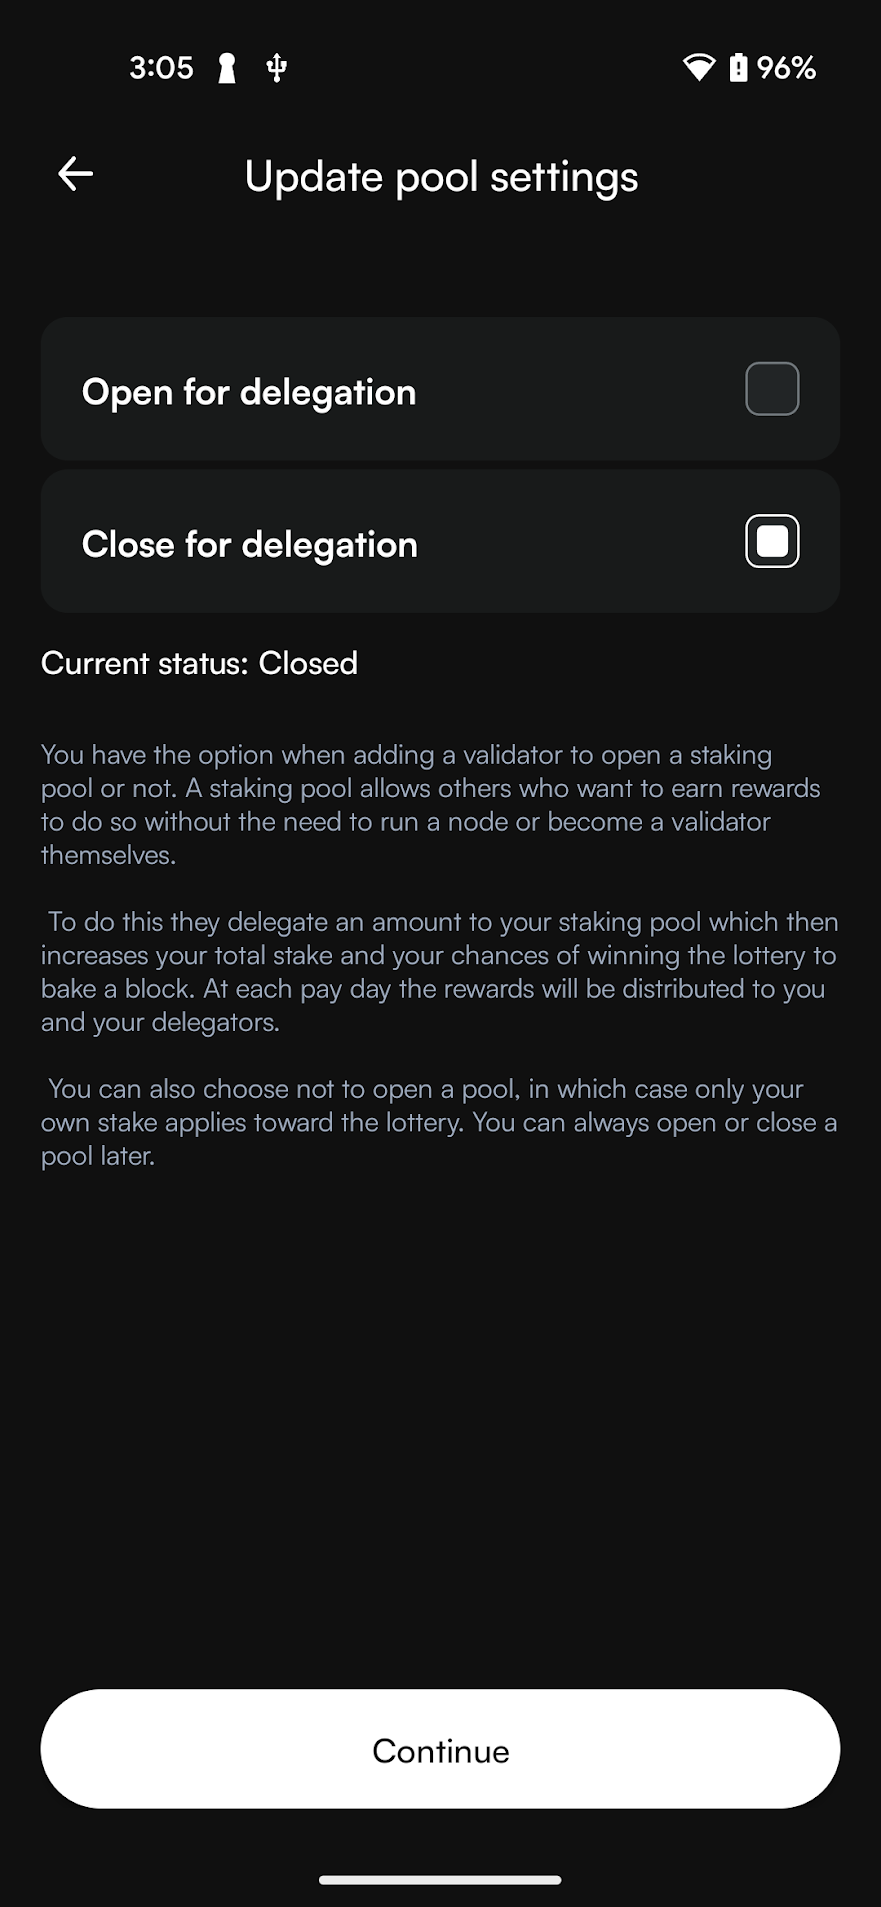 3:05
96%
Update pool settings
Open for delegation
Close for delegation
Current status: Closed
You have the option when adding a validator to open a staking
pool or not. A staking pool allows others who want to earn rewards
to do so without the need to run a node or become a validator
themselves.
To do this they delegate an amount to your staking pool which then
increases your total stake and your chances of winning the lottery to
bake a block. At each pay day the rewards will be distributed to you
and your delegators.
You can also choose not to open a pool, in which case only your
own stake applies toward the lottery. You can always open or close a
pool later.
Continue